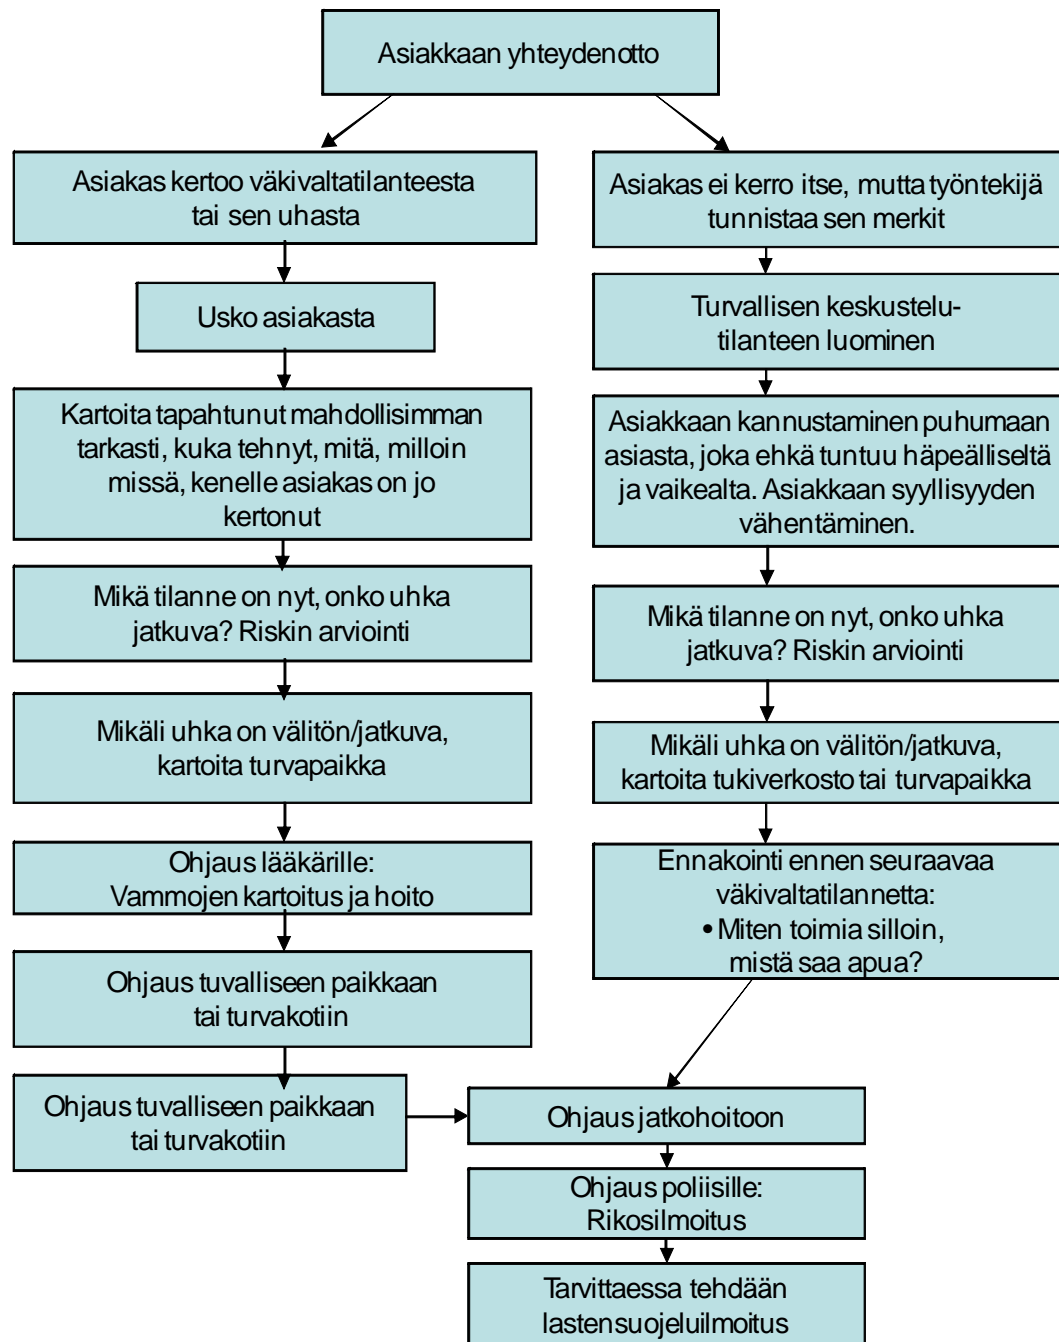 Asiakkaan yhteydenotto
Asiakas kertoo väkivaltatilanteesta
tai sen uhasta
Usko asiakasta
Kartoita tapahtunut mahdollisimman
tarkasti, kuka tehnyt, mitä, milloin
missä, kenelle asiakas on jo
kertonut
Mikä tilanne on nyt, onko uhka
jatkuva? Riskin arviointi
Mikäli uhka on välitön/jatkuva,
kartoita turvapaikka
Ohjaus lääkärille:
Vammojen kartoitus ja hoito
Ohjaus tuvalliseen paikkaan
tai turvakotiin
Ohjaus tuvalliseen paikkaan
tai turvakotiin
Asiakas ei kerro itse, mutta työntekijä
tunnistaa sen merkit
Turvallisen keskustelu-
tilanteen luominen
Asiakkaan kannustaminen puhumaan
asiasta, joka ehkä tuntuu häpeälliseltä
ja vaikealta. Asiakkaan syyllisyyden
vähentäminen.
Mikä tilanne on nyt, onko uhka
jatkuva? Riskin arviointi
Mikäli uhka on välitön/jatkuva,
kartoita tukiverkosto tai turvapaikka
Ennakointi ennen seuraavaa
väkivaltatilannetta:
• Miten toimia silloin,
mistä saa apua?
Ohjaus jatkohoitoon
Ohjaus poliisille:
Rikosilmoitus
Tarvittaessa tehdään
lastensuojeluilmoitus